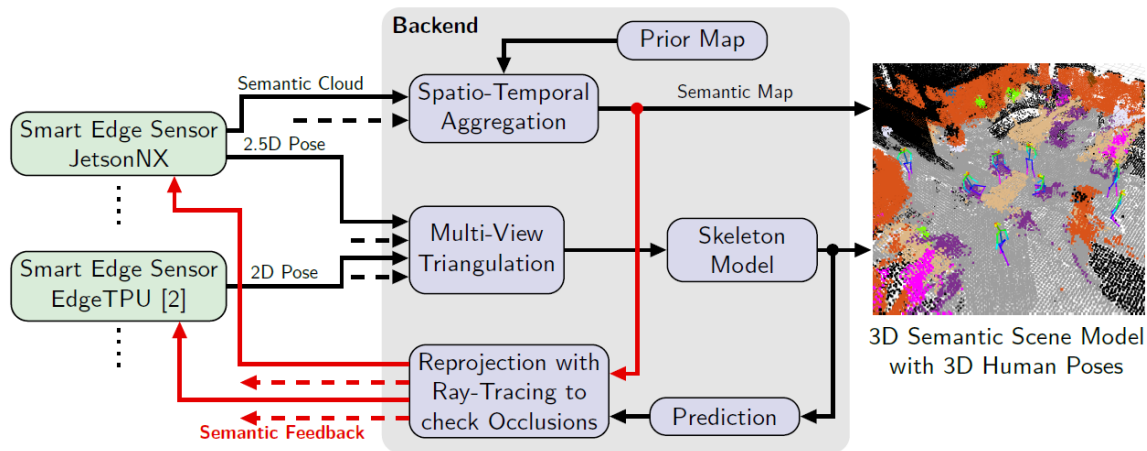 Backend
Prior Map
Semantic Cloud
Spatio-Temporal
Aggregation
Semantic Map
Smart Edge Sensor
JetsonNX
2.5D Pose
Multi-View
Triangulation
Skeleton
Model
Smart Edge Sensor
EdgeTPU [2]
2D Pose
3D Semantic Scene Model
with 3D Human Poses
Reprojection with
Ray-Tracing to
check Occlusions
Prediction
Semantic Feedback